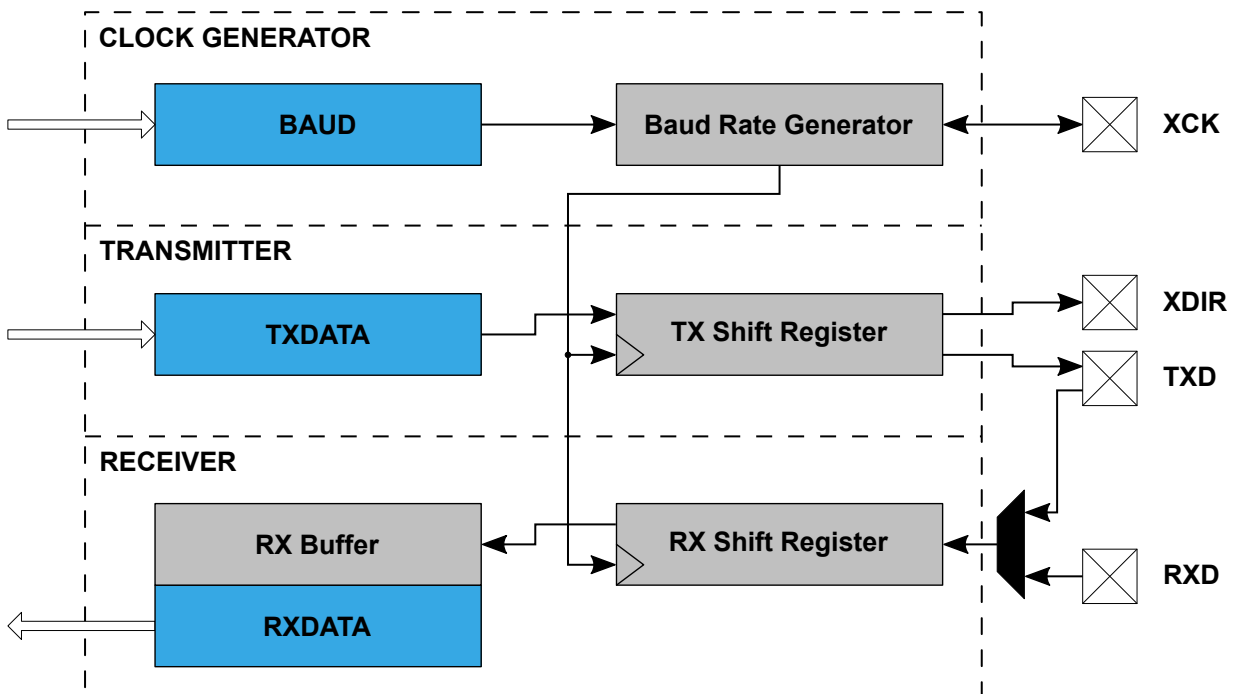 CLOCK GENERATOR
BAUD
Baud Rate Generator
XCK
TRANSMITTER
TXDATA
TX Shift Register
XDIR
TXD
RECEIVER
RX Buffer
RX Shift Register
RXD
RXDATA